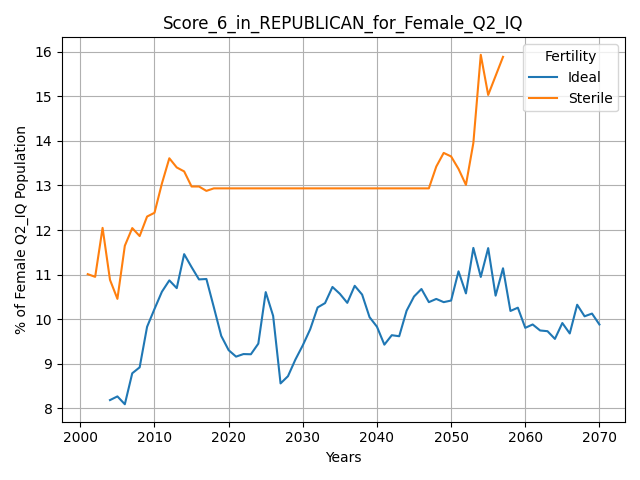 Score_6_in_REPUBLICAN_for_Female_Q2_IQ
% of Female Q2_IQ Population
16
15
14
13
12
11
10
9
8
Fertility
Ideal
Sterile
2000 2010 2020 2030 2040 2050 2060 2070
Years